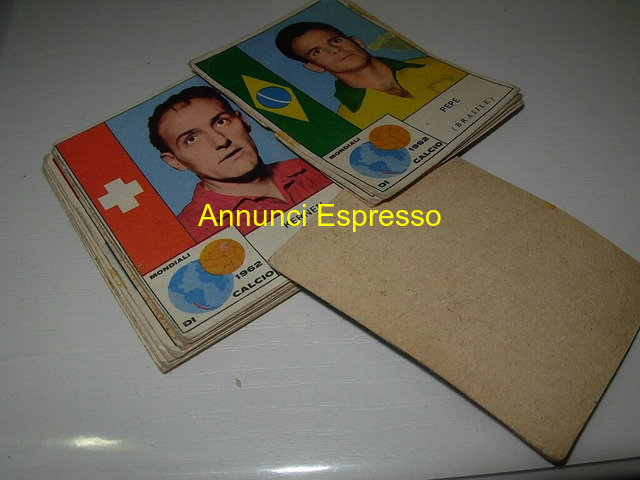 PEPE
(BRASILE)
MONDIALI
1962
DI CALCIO
Annunci Espresso
MONDIALI
1962
DI CALCIO